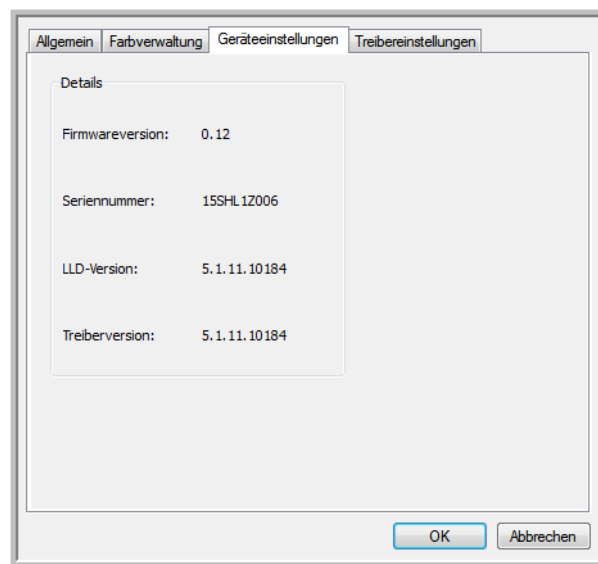 Allgemein Farbverwaltung Geräteeinstellungen Treibereinstellungen
Details
Firmwareversion: 0.12
Seriennummer: 15SHL1Z006
LLD-Version: 5.1.11.10184
Treiberversion: 5.1.11.10184
OK Abbrechen